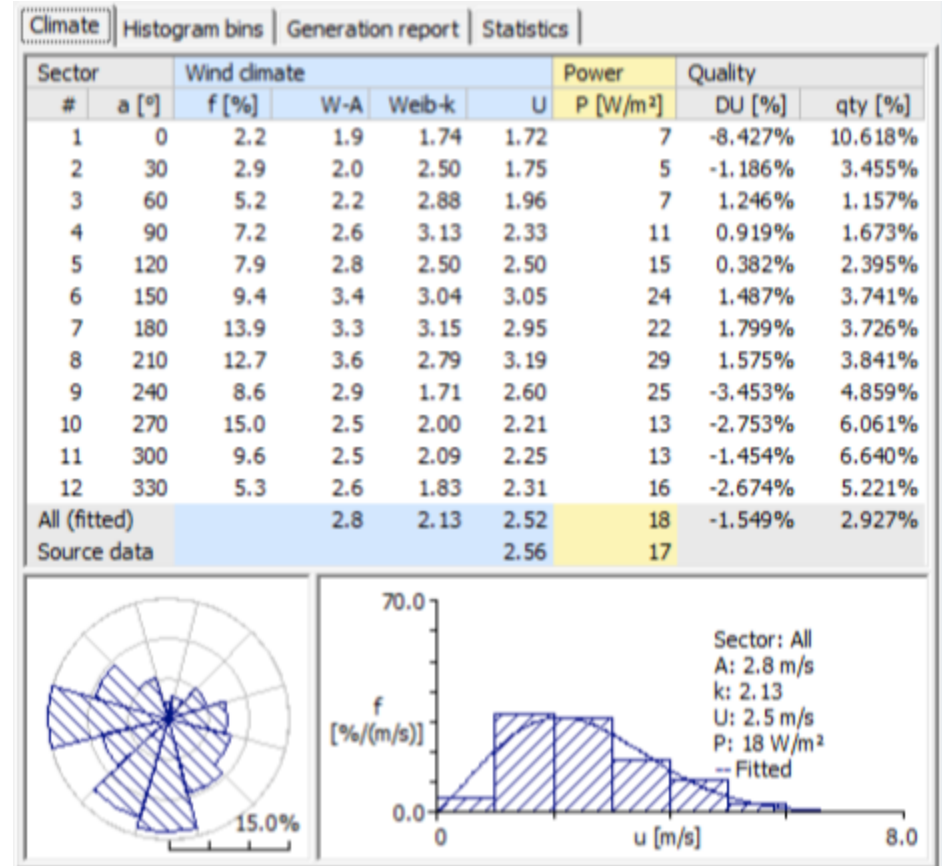 Climate Histogram bins Generation report Statistics
Sector Wind climate Power Quality
# a [º] f [%] W-A Weib-k U P [W/m²] DU [%] qty [%]
1 0 2.2 1.9 1.74 1.72 7 -8.427% 10.618%
2 30 2.9 2.0 2.50 1.75 5 -1.186% 3.455%
3 60 5.2 2.2 2.88 1.96 7 1.246% 1.157%
4 90 7.2 2.6 3.13 2.33 11 0.919% 1.673%
5 120 7.9 2.8 2.50 2.50 15 0.382% 2.395%
6 150 9.4 3.4 3.04 3.05 24 1.487% 3.741%
7 180 13.9 3.3 3.15 2.95 22 1.799% 3.726%
8 210 12.7 3.6 2.79 3.19 29 1.575% 3.841%
9 240 8.6 2.9 1.71 2.60 25 -3.453% 4.859%
10 270 15.0 2.5 2.00 2.21 13 -2.753% 6.061%
11 300 9.6 2.5 2.09 2.25 13 -1.454% 6.640%
12 330 5.3 2.6 1.83 2.31 16 -2.674% 5.221%
All (fitted) 2.8 2.13 2.52 18 -1.549% 2.927%
Source data 2.56 17
15.0%
70.0
f
[%/(m/s)]
0.0
0 u [m/s] 8.0
Sector: All
A: 2.8 m/s
k: 2.13
U: 2.5 m/s
P: 18 W/m²
-- Fitted